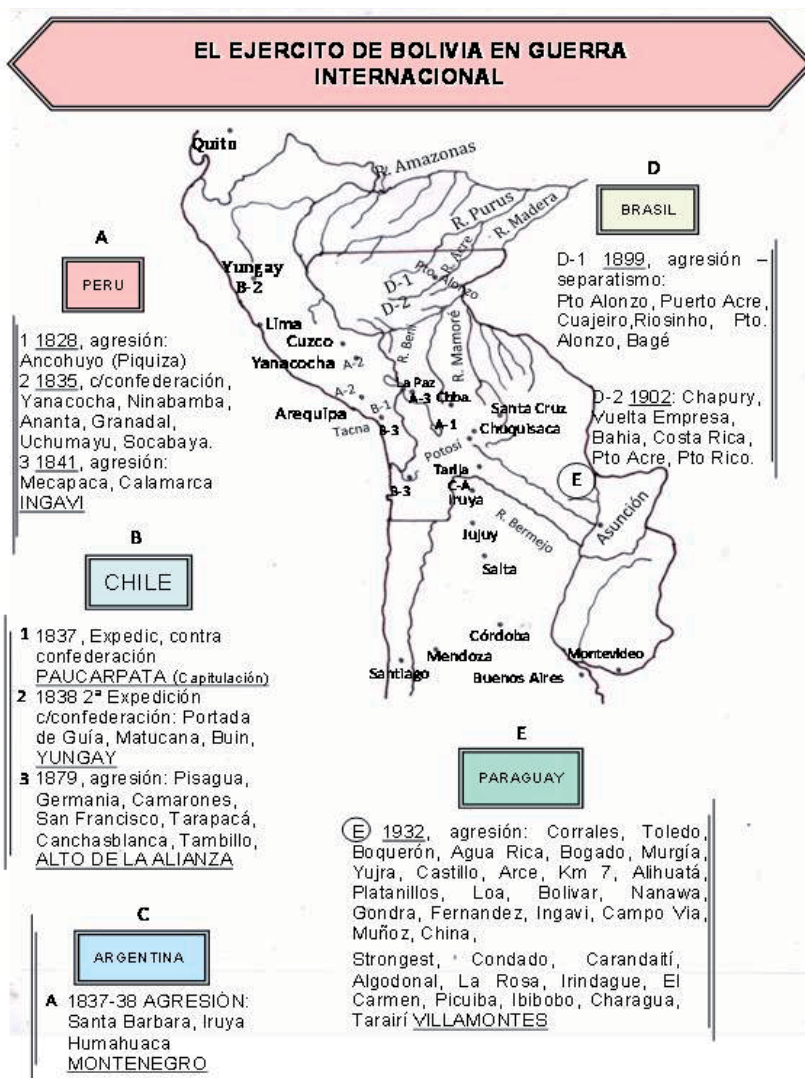 EL EJERCITO DE BOLIVIA EN GUERRA
INTERNACIONAL
A
PERU
1 1828, agresión:
Ancohuyo (Piquiza)
2 1835, c/confederación,
Yanacocha, Ninabamba,
Ananta, Granadal,
Uchumayu, Socabaya.
3 1841, agresión:
Mecapaca, Calamarca
INGAVI
B
CHILE
1 1837, Expedic, contra
confederación
PAUCARPATA (Capitulación)
2 1838 2ª Expedición
c/confederación: Portada
de Guía, Matucana, Buin,
YUNGAY
3 1879, agresión: Pisagua,
Germania, Camarones,
San Francisco, Tarapacá,
Canchasblanca, Tambillo,
ALTO DE LA ALIANZA
C
ARGENTINA
A 1837-38 AGRESIÓN:
Santa Barbara, Iruya
Humahuaca
MONTENEGRO
Quito
R. Amazonas
R. Purus
R. Madera
R. Acre
Pto. Alonzo
D-1
D-2
Yungay
B-2
Lima
Cuzco
Yanacocha
A-2
R. Beni
R. Mamoré
A-2
La Paz
A-3
Cbba.
B-1
Arequipa
Tacna
B-3
A-1
Santa Cruz
Chuquisaca
Potosí
Tarija
B-3
C-A
Iruya
E
Asunción
R. Bermejo
Jujuy
Salta
Córdoba
Mendoza
Montevideo
Santiago
Buenos Aires
D
BRASIL
D-1 1899, agresión –
separatismo:
Pto Alonzo, Puerto Acre,
Cuajeiro,Riosinho, Pto.
Alonzo, Bagé
D-2 1902: Chapury,
Vuelta Empresa,
Bahia, Costa Rica,
Pto Acre, Pto Rico.
E
PARAGUAY
E 1932, agresión: Corrales, Toledo,
Boquerón, Agua Rica, Bogado, Murgía,
Yujra, Castillo, Arce, Km 7, Alihuatá,
Platanillos, Loa, Bolivar, Nanawa,
Gondra, Fernandez, Ingavi, Campo Via,
Muñoz, China,
Strongest, Condado, Carandaití,
Algodonal, La Rosa, Irindague, El
Carmen, Picuiba, Ibibobo, Charagua,
Tarairí VILLAMONTES